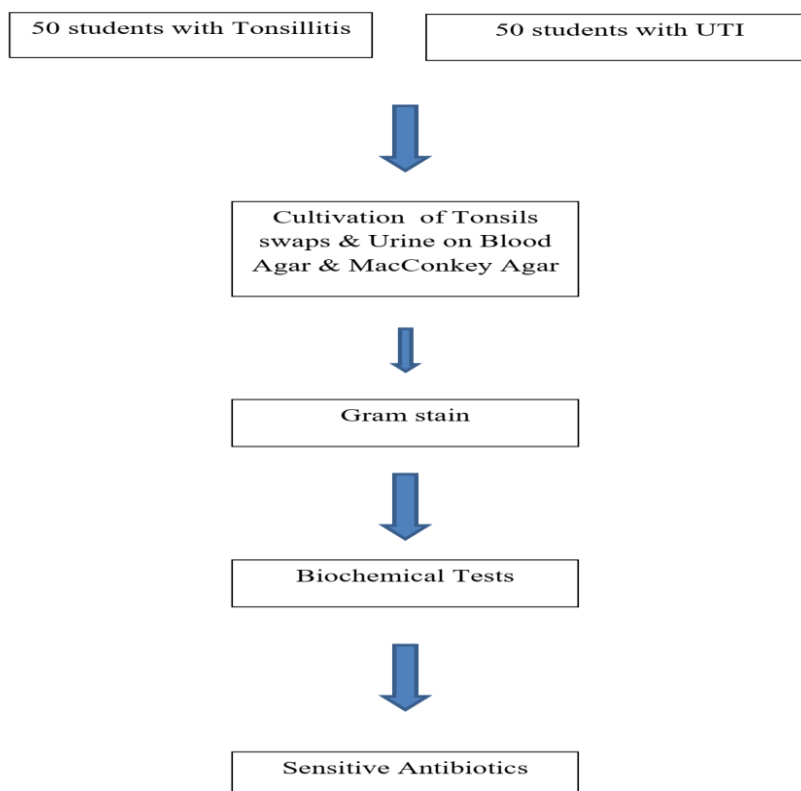 50 students with Tonsillitis
50 students with UTI
Cultivation of Tonsils
swaps & Urine on Blood
Agar & MacConkey Agar
Gram stain
Biochemical Tests
Sensitive Antibiotics